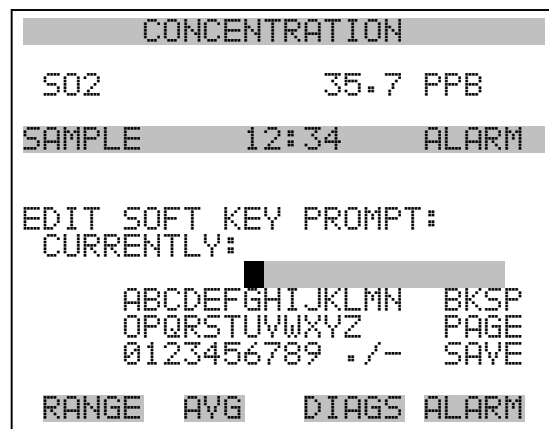 CONCENTRATION
SO2 35.7 PPB
SAMPLE 12:34 ALARM
EDIT SOFT KEY PROMPT:
CURRENTLY:
ABCDEFGHIJKLMN BKSP
OPQRSTUVWXYZ PAGE
0123456789 ./- SAVE
RANGE AVG DIAGS ALARM